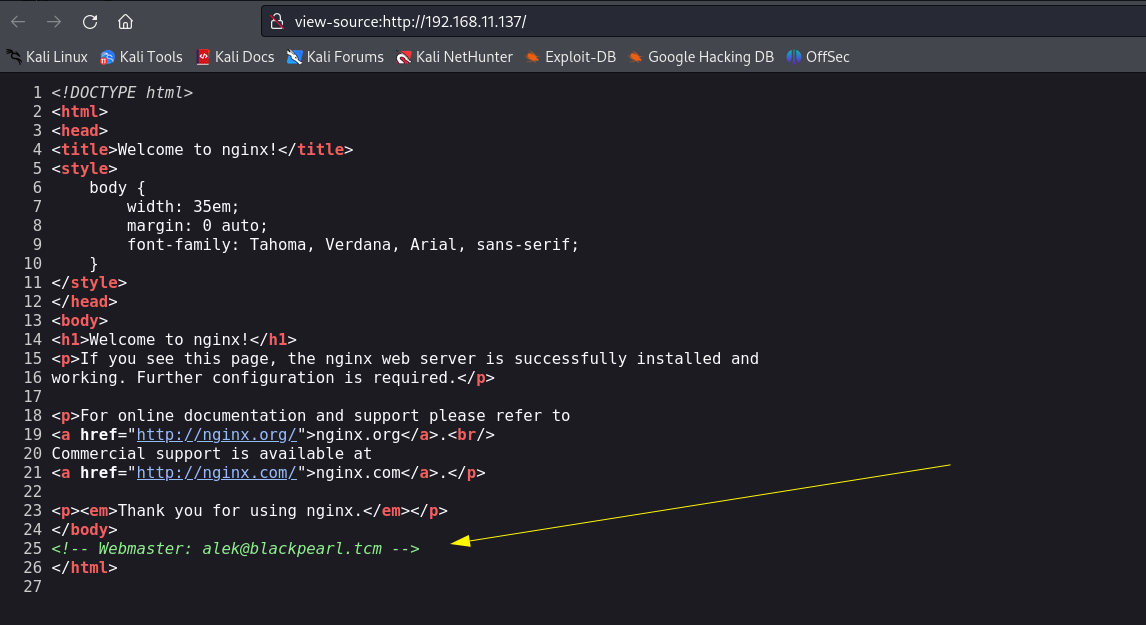 view-source:http://192.168.11.137/
Kali Linux Kali Tools Kali Docs Kali Forums Kali NetHunter Exploit-DB Google Hacking DB OffSec
1 <!DOCTYPE html>
2 <html>
3 <head>
4 <title>Welcome to nginx!</title>
5 <style>
6     body {
7         width: 35em;
8         margin: 0 auto;
9         font-family: Tahoma, Verdana, Arial, sans-serif;
10     }
11 </style>
12 </head>
13 <body>
14 <h1>Welcome to nginx!</h1>
15 <p>If you see this page, the nginx web server is successfully installed and
16 working. Further configuration is required.</p>
17
18 <p>For online documentation and support please refer to
19 <a href="http://nginx.org/">nginx.org</a>.<br/>
20 Commercial support is available at
21 <a href="http://nginx.com/">nginx.com</a>.</p>
22
23 <p><em>Thank you for using nginx.</em></p>
24 </body>
25 <!-- Webmaster: alek@blackpearl.tcm -->
26 </html>
27